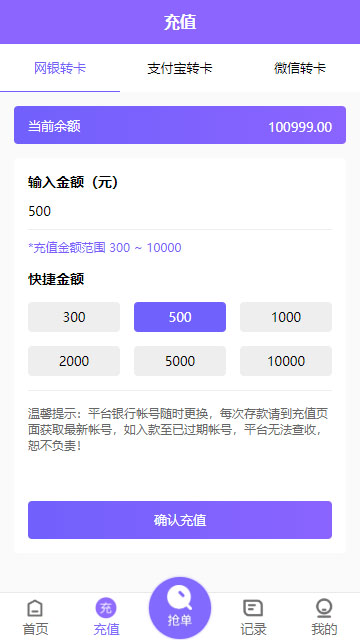 充值
网银转卡 支付宝转卡 微信转卡
当前余额 100999.00
输入金额（元）
500
*充值金额范围 300 ~ 10000
快捷金额
300 500 1000
2000 5000 10000
温馨提示：平台银行帐号随时更换，每次存款请到充值页
面获取最新帐号，如入款至已过期帐号，平台无法查收，
恕不负责！
确认充值
充
首页 充值 抢单 记录 我的